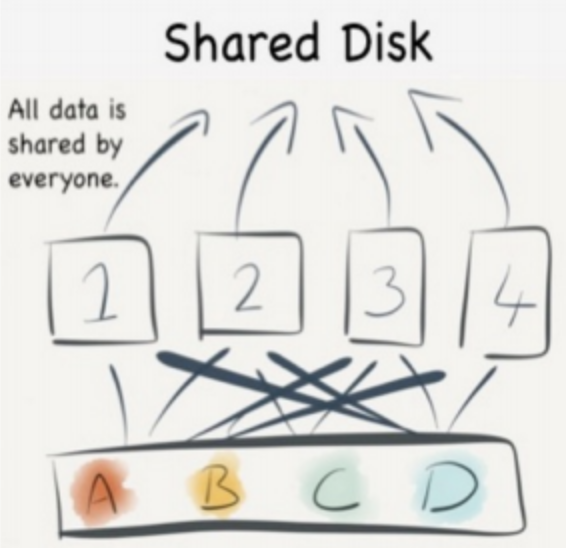 Shared Disk
All data is
shared by
everyone.
1 2 3 4
A B C D